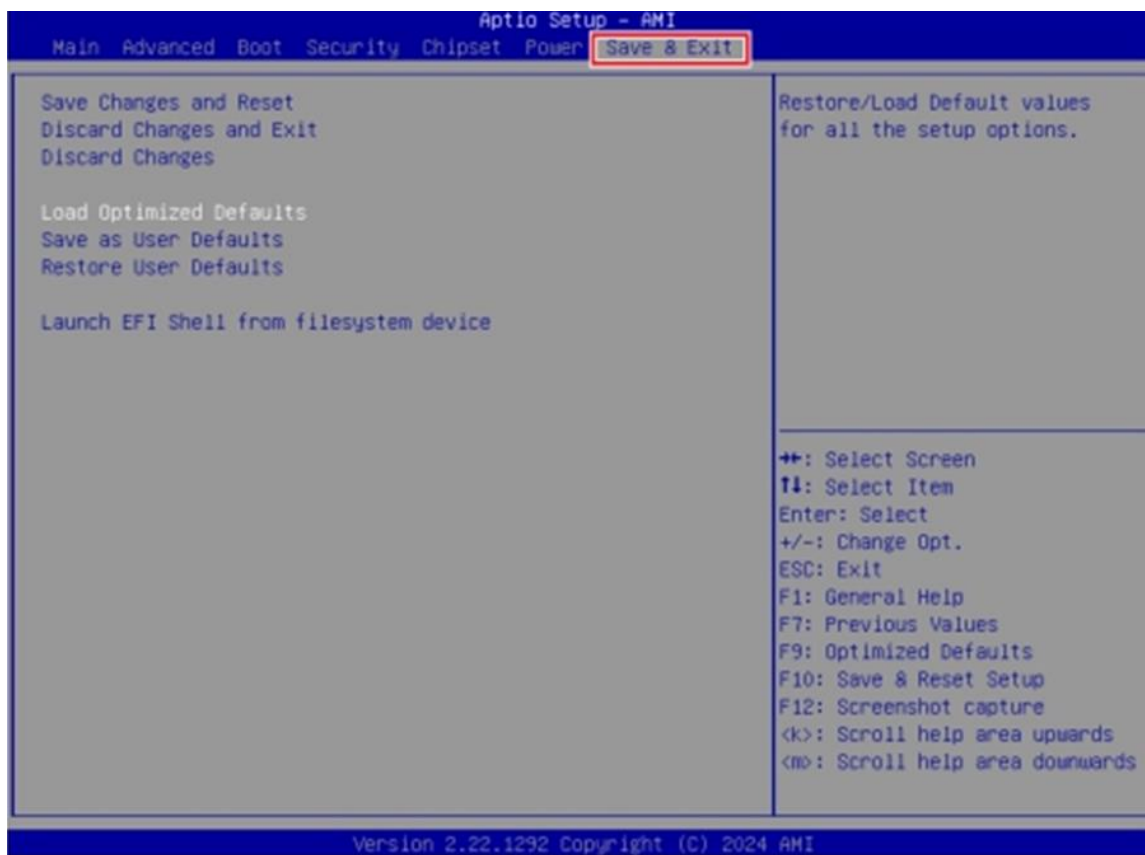 Aptio Setup – AMI
Main Advanced Boot Security Chipset Power Save & Exit
Save Changes and Reset
Discard Changes and Exit
Discard Changes
Load Optimized Defaults
Save as User Defaults
Restore User Defaults
Launch EFI Shell from filesystem device
Restore/Load Default values
for all the setup options.
→←: Select Screen
↑↓: Select Item
Enter: Select
+/-: Change Opt.
ESC: Exit
F1: General Help
F7: Previous Values
F9: Optimized Defaults
F10: Save & Reset Setup
F12: Screenshot capture
<k>: Scroll help area upwards
<m>: Scroll help area downwards
Version 2.22.1292 Copyright (C) 2024 AMI